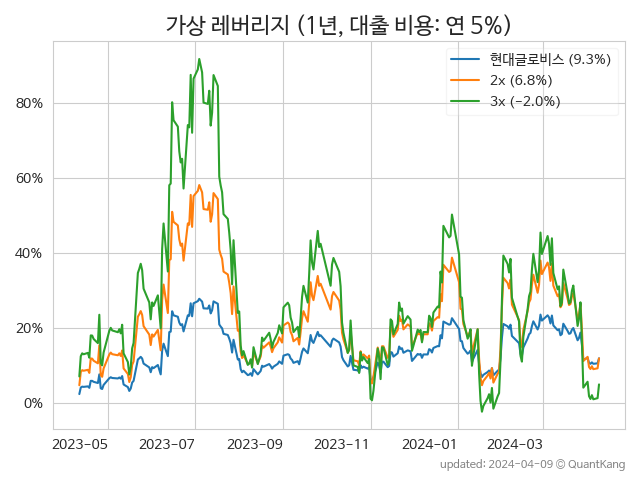 가상 레버리지 (1년, 대출 비용: 연 5%)
현대글로비스 (9.3%)
2x (6.8%)
3x (−2.0%)
80%
60%
40%
20%
0%
2023-05 2023-07 2023-09 2023-11 2024-01 2024-03
updated: 2024-04-09 © QuantKang